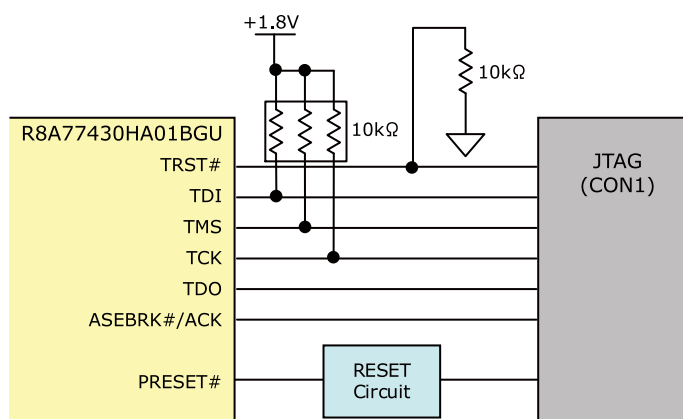 +1.8V
10kΩ
10kΩ
R8A77430HA01BGU
TRST#
TDI
TMS
TCK
TDO
ASEBRK#/ACK
PRESET#
RESET
Circuit
JTAG
(CON1)